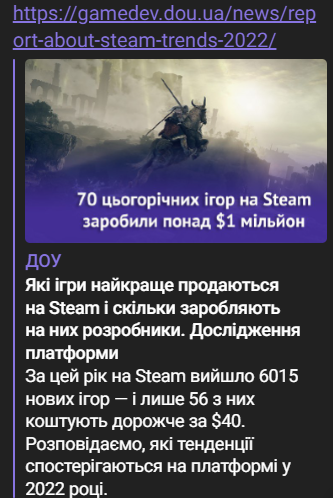 https://gamedev.dou.ua/news/rep
ort-about-steam-trends-2022/
70 цьогорічних ігор на Steam
заробили понад $1 мільйон
ДОУ
Які ігри найкраще продаються
на Steam і скільки заробляють
на них розробники. Дослідження
платформи
За цей рік на Steam вийшло 6015
нових ігор — і лише 56 з них
коштують дорожче за $40.
Розповідаємо, які тенденції
спостерігаються на платформі у
2022 році.